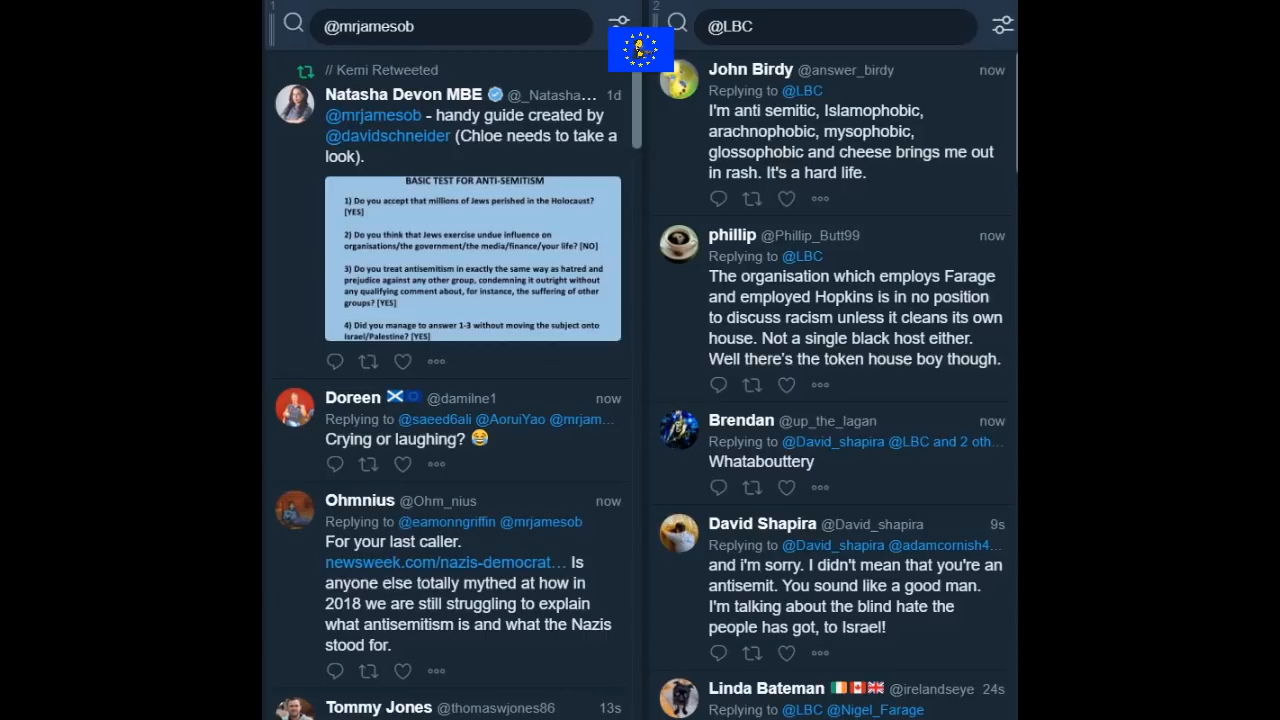 1
@mrjamesob
// Kemi Retweeted
Natasha Devon MBE @_Natasha... 1d
@mrjamesob - handy guide created by
@davidschneider (Chloe needs to take a
look).
BASIC TEST FOR ANTI-SEMITISM
1) Do you accept that millions of Jews perished in the Holocaust?
[YES]
2) Do you think that Jews exercise undue influence on
organisations/the government/the media/finance/your life? [NO]
3) Do you treat antisemitism in exactly the same way as hatred and
prejudice against any other group, condemning it outright without
any qualifying comment about, for instance, the suffering of other
groups? [YES]
4) Did you manage to answer 1-3 without moving the subject onto
Israel/Palestine? [YES]
Doreen @damilne1 now
Replying to @saeed6ali @AoruiYao @mrjam...
Crying or laughing?
Ohmnius @Ohm_nius now
Replying to @eamonngriffin @mrjamesob
For your last caller.
newsweek.com/nazis-democrat... Is
anyone else totally mythed at how in
2018 we are still struggling to explain
what antisemitism is and what the Nazis
stood for.
Tommy Jones @thomaswjones86 13s
2
@LBC
John Birdy @answer_birdy now
Replying to @LBC
I'm anti semitic, Islamophobic,
arachnophobic, mysophobic,
glossophobic and cheese brings me out
in rash. It's a hard life.
phillip @Phillip_Butt99 now
Replying to @LBC
The organisation which employs Farage
and employed Hopkins is in no position
to discuss racism unless it cleans its own
house. Not a single black host either.
Well there's the token house boy though.
Brendan @up_the_lagan now
Replying to @David_shapira @LBC and 2 oth...
Whatabouttery
David Shapira @David_shapira 9s
Replying to @David_shapira @adamcornish4...
and i'm sorry. I didn't mean that you're an
antisemit. You sound like a good man.
I'm talking about the blind hate the
people has got, to Israel!
Linda Bateman @irelandseye 24s
Replying to @LBC @Nigel_Farage